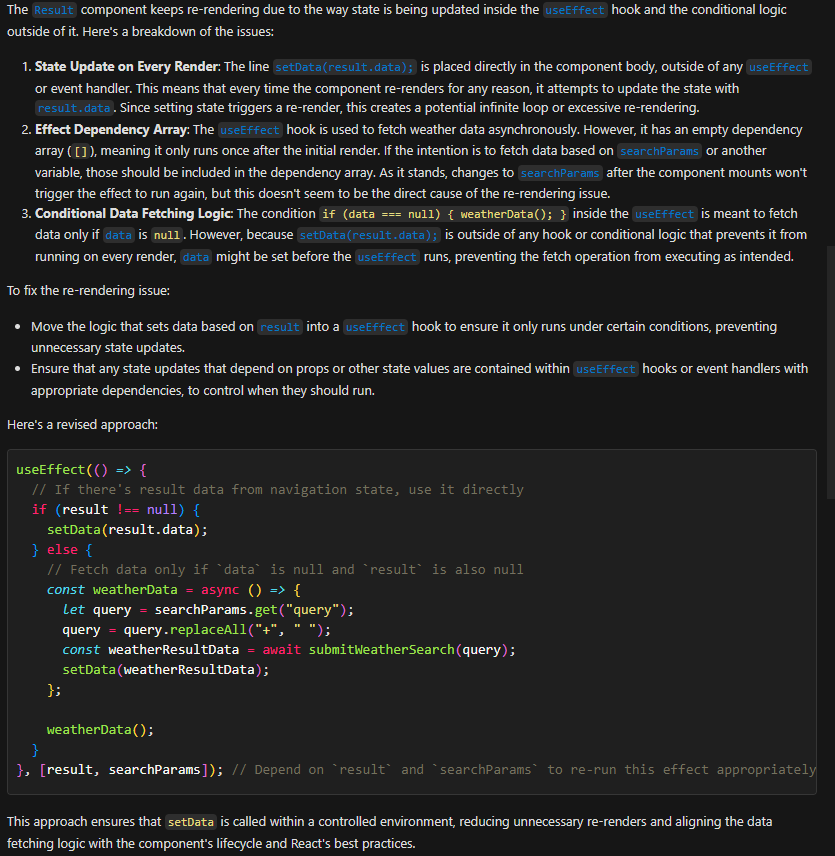 The Result component keeps re-rendering due to the way state is being updated inside the useEffect hook and the conditional logic
outside of it. Here's a breakdown of the issues:
1. State Update on Every Render: The line setData(result.data); is placed directly in the component body, outside of any useEffect
or event handler. This means that every time the component re-renders for any reason, it attempts to update the state with
result.data. Since setting state triggers a re-render, this creates a potential infinite loop or excessive re-rendering.
2. Effect Dependency Array: The useEffect hook is used to fetch weather data asynchronously. However, it has an empty dependency
array ([]), meaning it only runs once after the initial render. If the intention is to fetch data based on searchParams or another
variable, those should be included in the dependency array. As it stands, changes to searchParams after the component mounts won't
trigger the effect to run again, but this doesn't seem to be the direct cause of the re-rendering issue.
3. Conditional Data Fetching Logic: The condition if (data === null) { weatherData(); } inside the useEffect is meant to fetch
data only if data is null. However, because setData(result.data); is outside of any hook or conditional logic that prevents it from
running on every render, data might be set before the useEffect runs, preventing the fetch operation from executing as intended.
To fix the re-rendering issue:
• Move the logic that sets data based on result into a useEffect hook to ensure it only runs under certain conditions, preventing
unnecessary state updates.
• Ensure that any state updates that depend on props or other state values are contained within useEffect hooks or event handlers with
appropriate dependencies, to control when they should run.
Here's a revised approach:
useEffect(() => {
  // If there's result data from navigation state, use it directly
  if (result !== null) {
    setData(result.data);
  } else {
    // Fetch data only if `data` is null and `result` is also null
    const weatherData = async () => {
      let query = searchParams.get("query");
      query = query.replaceAll("+", " ");
      const weatherResultData = await submitWeatherSearch(query);
      setData(weatherResultData);
    };

    weatherData();
  }
}, [result, searchParams]); // Depend on `result` and `searchParams` to re-run this effect appropriately
This approach ensures that setData is called within a controlled environment, reducing unnecessary re-renders and aligning the data
fetching logic with the component's lifecycle and React's best practices.